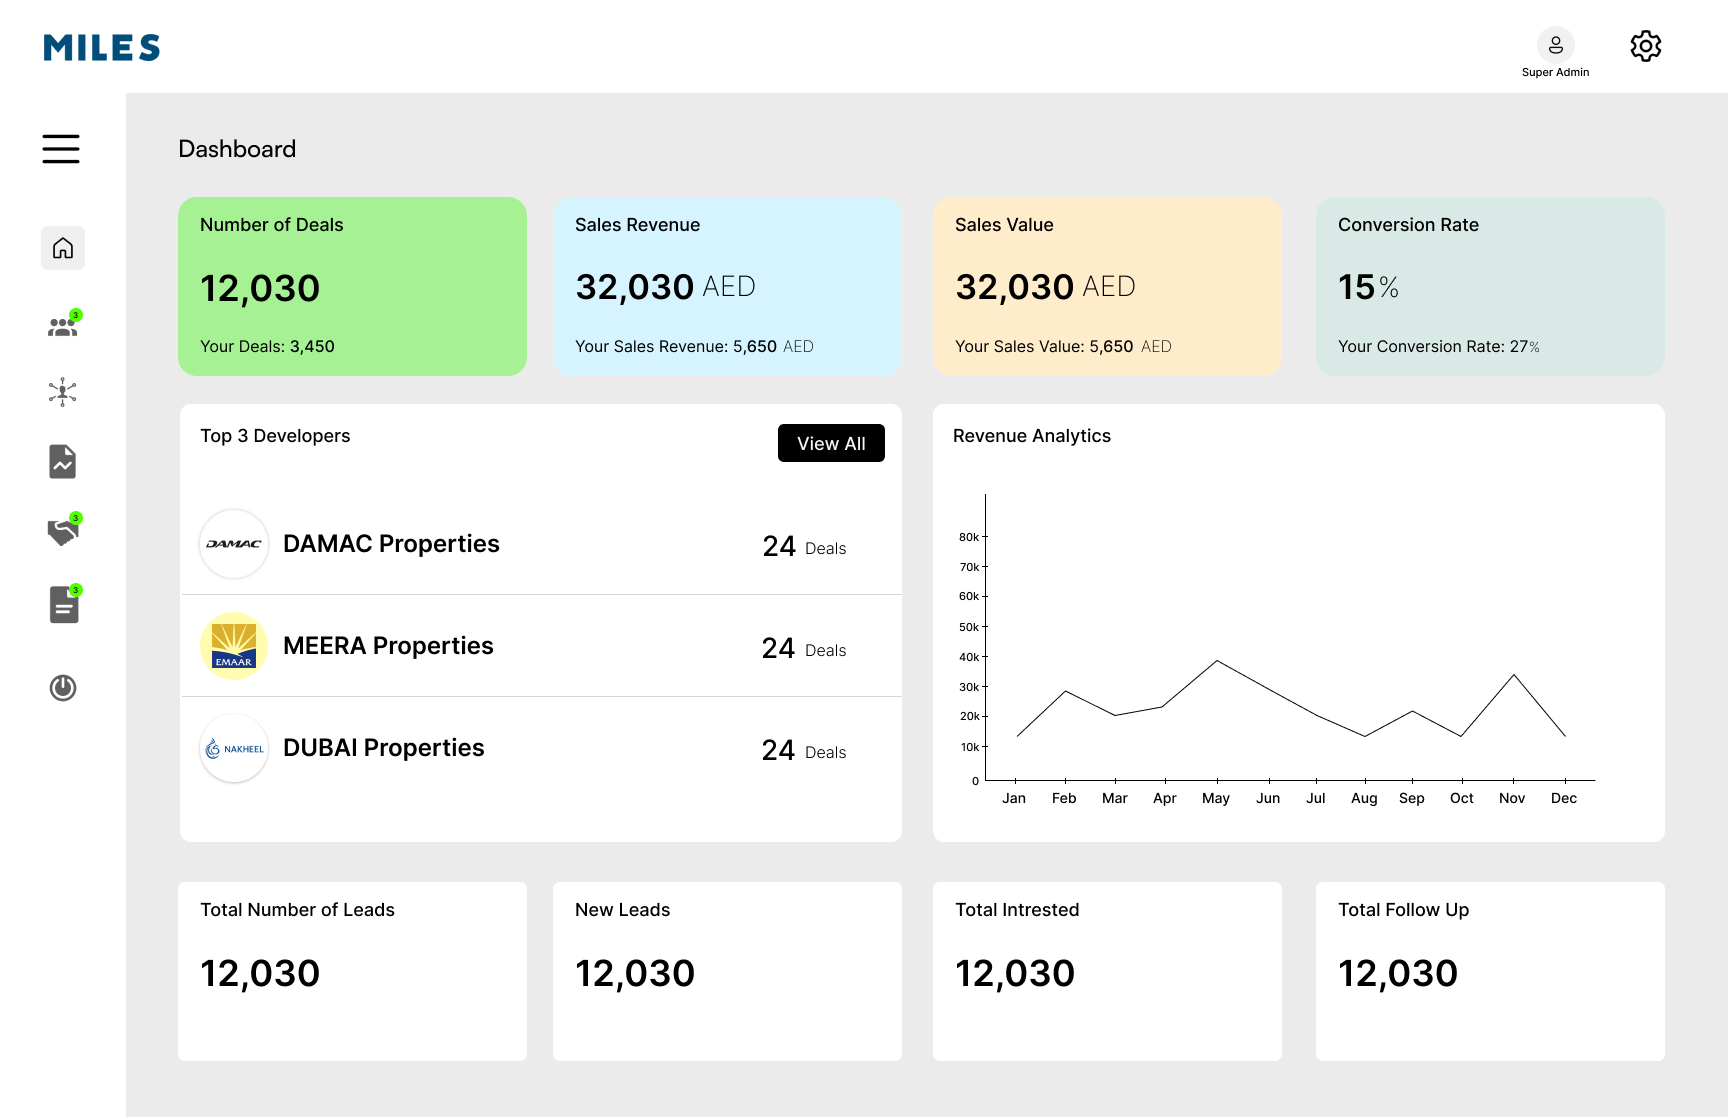 MILES
Super Admin
Dashboard
Number of Deals
12,030
Your Deals: 3,450
Sales Revenue
32,030 AED
Your Sales Revenue: 5,650 AED
Sales Value
32,030 AED
Your Sales Value: 5,650 AED
Conversion Rate
15%
Your Conversion Rate: 27%
3
3
3
Top 3 Developers
View All
DAMAC
DAMAC Properties
24 Deals
EMAAR
MEERA Properties
24 Deals
NAKHEEL
DUBAI Properties
24 Deals
Revenue Analytics
80k
70k
60k
50k
40k
30k
20k
10k
0
Jan Feb Mar Apr May Jun Jul Aug Sep Oct Nov Dec
Total Number of Leads
12,030
New Leads
12,030
Total Intrested
12,030
Total Follow Up
12,030